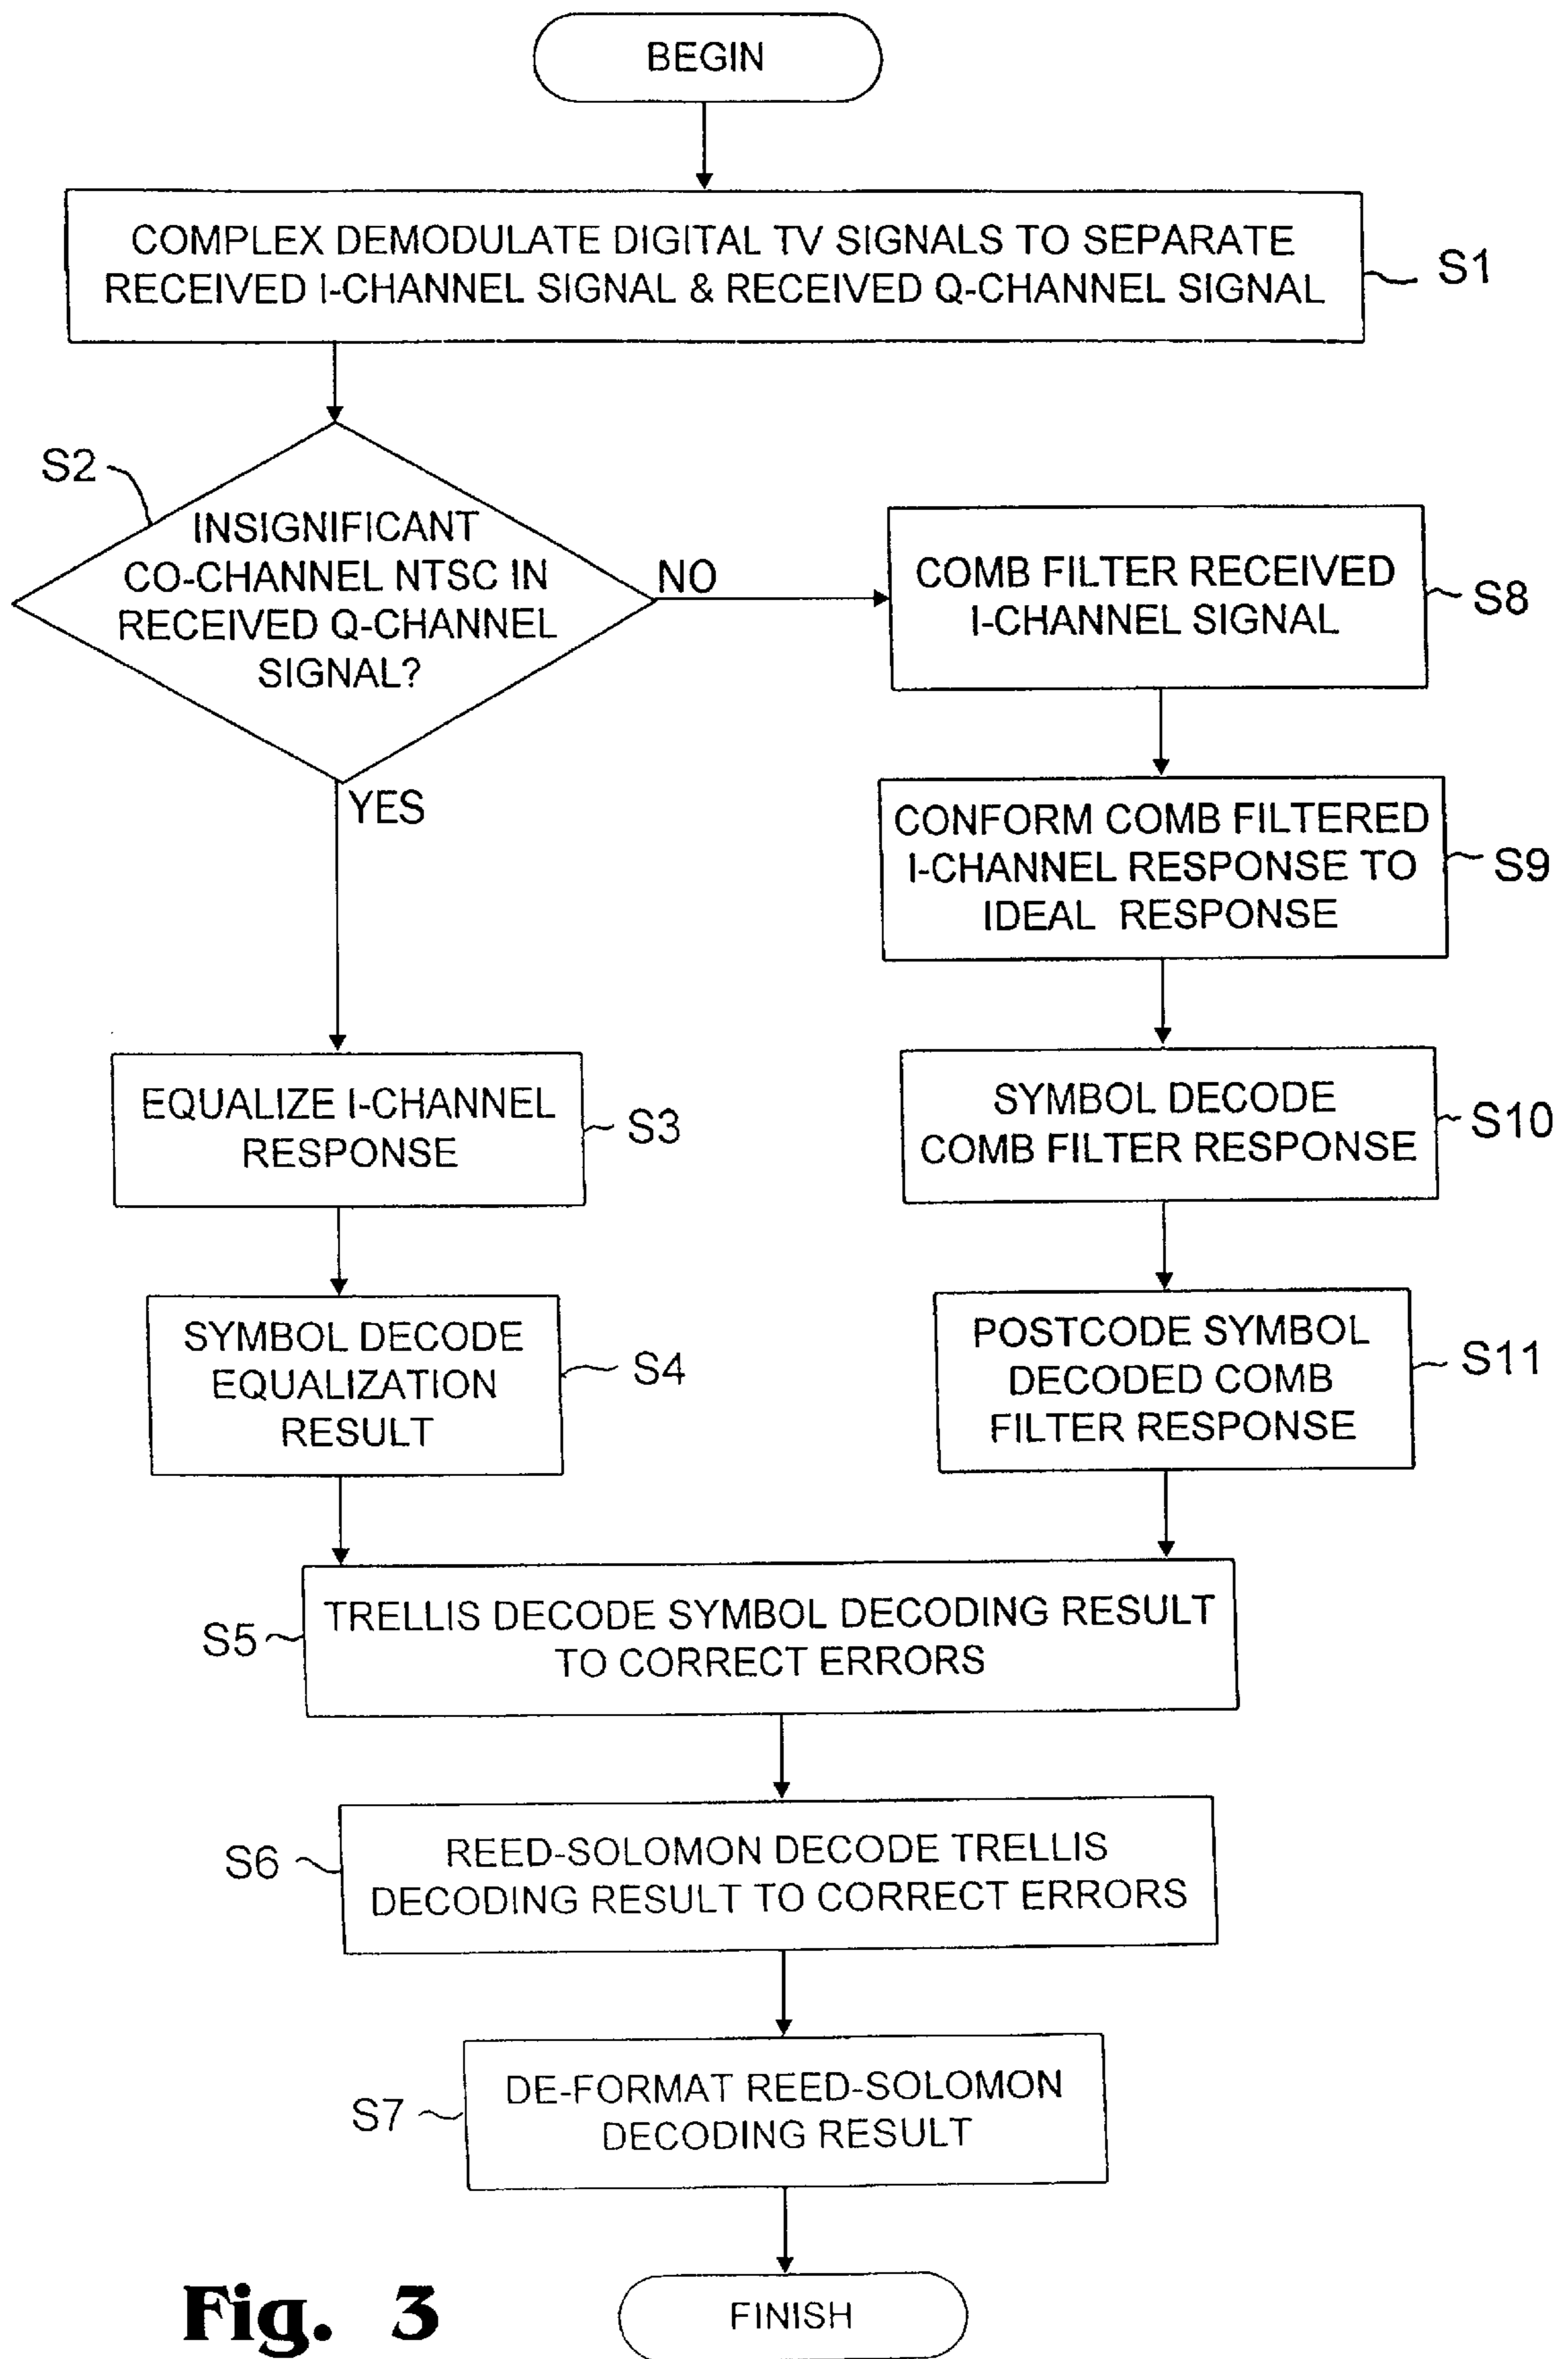 BEGIN
COMPLEX DEMODULATE DIGITAL TV SIGNALS TO SEPARATE
RECEIVED I-CHANNEL SIGNAL & RECEIVED Q-CHANNEL SIGNAL
S1
S2
INSIGNIFICANT
CO-CHANNEL NTSC IN
RECEIVED Q-CHANNEL
SIGNAL?
NO
YES
COMB FILTER RECEIVED
I-CHANNEL SIGNAL
S8
CONFORM COMB FILTERED
I-CHANNEL RESPONSE TO
IDEAL RESPONSE
S9
EQUALIZE I-CHANNEL
RESPONSE
S3
SYMBOL DECODE
COMB FILTER RESPONSE
S10
SYMBOL DECODE
EQUALIZATION
RESULT
S4
POSTCODE SYMBOL
DECODED COMB
FILTER RESPONSE
S11
S5
TRELLIS DECODE SYMBOL DECODING RESULT
TO CORRECT ERRORS
S6
REED-SOLOMON DECODE TRELLIS
DECODING RESULT TO CORRECT ERRORS
S7
DE-FORMAT REED-SOLOMON
DECODING RESULT
FINISH
Fig. 3